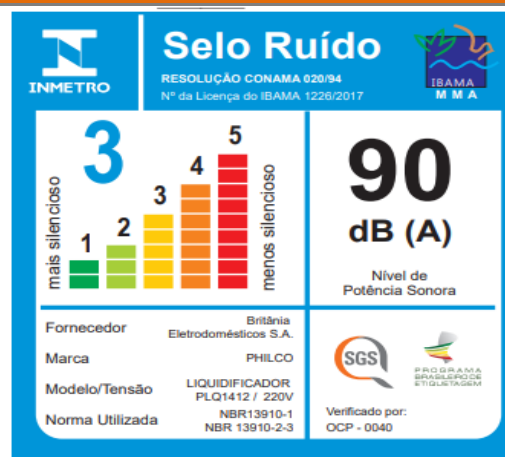 INMETRO
Selo Ruído
RESOLUÇÃO CONAMA 020/94
Nº da Licença do IBAMA 1226/2017
IBAMA
M M A
3
mais silencioso
1
2
3
4
5
menos silencioso
90
dB (A)
Nível de
Potência Sonora
Fornecedor
Britânia
Eletrodomésticos S.A.
Marca
PHILCO
Modelo/Tensão
LIQUIDIFICADOR
PLQ1412 / 220V
Norma Utilizada
NBR13910-1
NBR 13910-2-3
SGS
PROGRAMA
BRASILEIRO DE
ETIQUETAGEM
Verificado por:
OCP - 0040